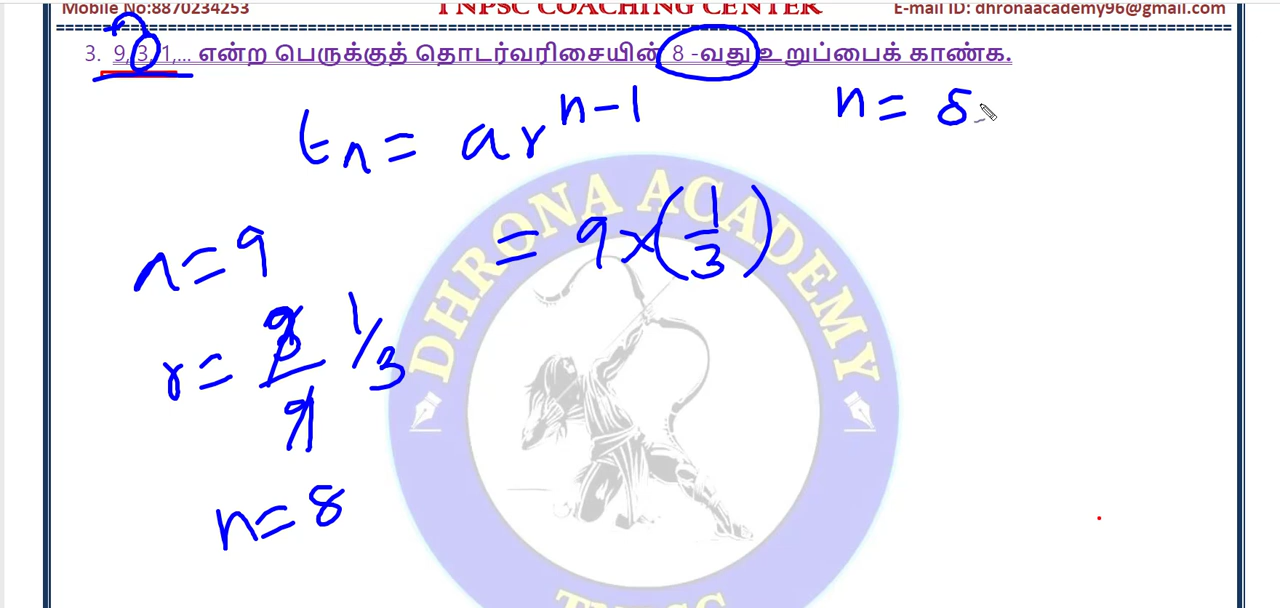 Mobile No:8870234253 TNPSC COACHING CENTER E-mail ID: dhronaacademy96@gmail.com
3. 9, 3, 1,... என்ற பெருக்குத் தொடர்வரிசையின் 8 -வது உறுப்பைக் காண்க.
tn = ar^n-1 n = 8
= 9 × (1/3)
a = 9
r = 3/9 1/3
n = 8
DHRONA ACADEMY
TNPSC